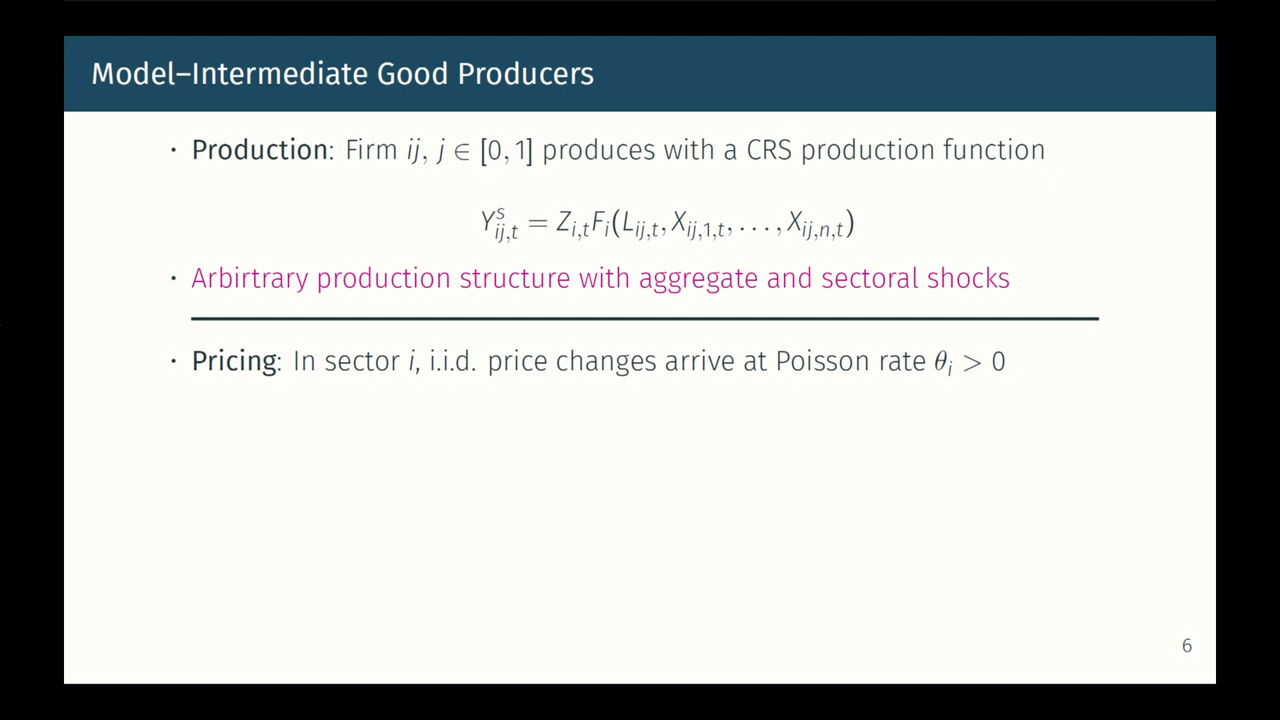 Model–Intermediate Good Producers
· Production: Firm ij, j ∈ [0, 1] produces with a CRS production function
Y^s_{ij,t} = Z_{i,t}F_i(L_{ij,t}, X_{ij,1,t}, . . . , X_{ij,n,t})
· Arbirtrary production structure with aggregate and sectoral shocks
· Pricing: In sector i, i.i.d. price changes arrive at Poisson rate θ_i > 0
6